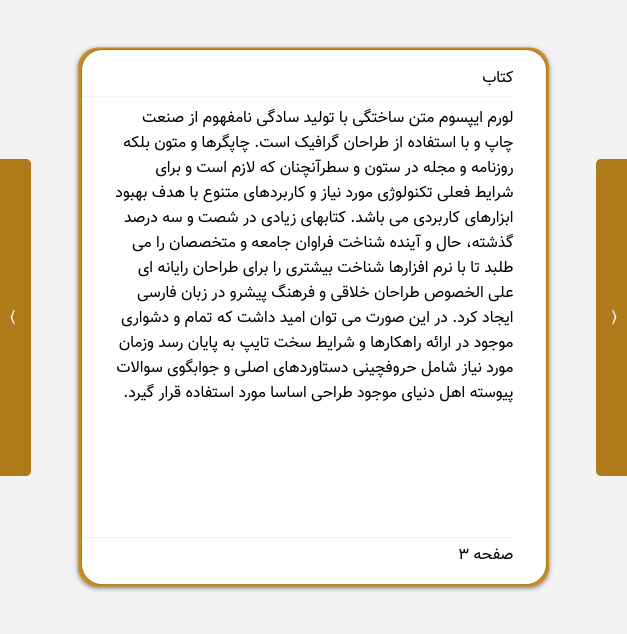 کتاب
لورم ایپسوم متن ساختگی با تولید سادگی نامفهوم از صنعت
چاپ و با استفاده از طراحان گرافیک است. چاپگرها و متون بلکه
روزنامه و مجله در ستون و سطرآنچنان که لازم است و برای
شرایط فعلی تکنولوژی مورد نیاز و کاربردهای متنوع با هدف بهبود
ابزارهای کاربردی می باشد. کتابهای زیادی در شصت و سه درصد
گذشته، حال و آینده شناخت فراوان جامعه و متخصصان را می
طلبد تا با نرم افزارها شناخت بیشتری را برای طراحان رایانه ای
علی الخصوص طراحان خلاقی و فرهنگ پیشرو در زبان فارسی
ایجاد کرد. در این صورت می توان امید داشت که تمام و دشواری
موجود در ارائه راهکارها و شرایط سخت تایپ به پایان رسد وزمان
مورد نیاز شامل حروفچینی دستاوردهای اصلی و جوابگوی سوالات
پیوسته اهل دنیای موجود طراحی اساسا مورد استفاده قرار گیرد.
صفحه ۳